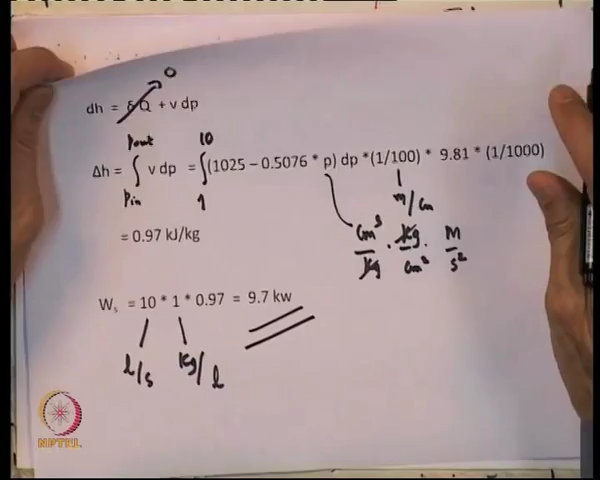 dh = δQ + v dp
0
Pout 10
Δh = ∫ v dp = ∫(1025 – 0.5076 * p) dp *(1/100) * 9.81 * (1/1000)
Pin 1
m/cm
cm³/kg . kg/cm² . m/s²
= 0.97 kJ/kg
Ws = 10 * 1 * 0.97 = 9.7 kw
l/s kg/l
NPTEL